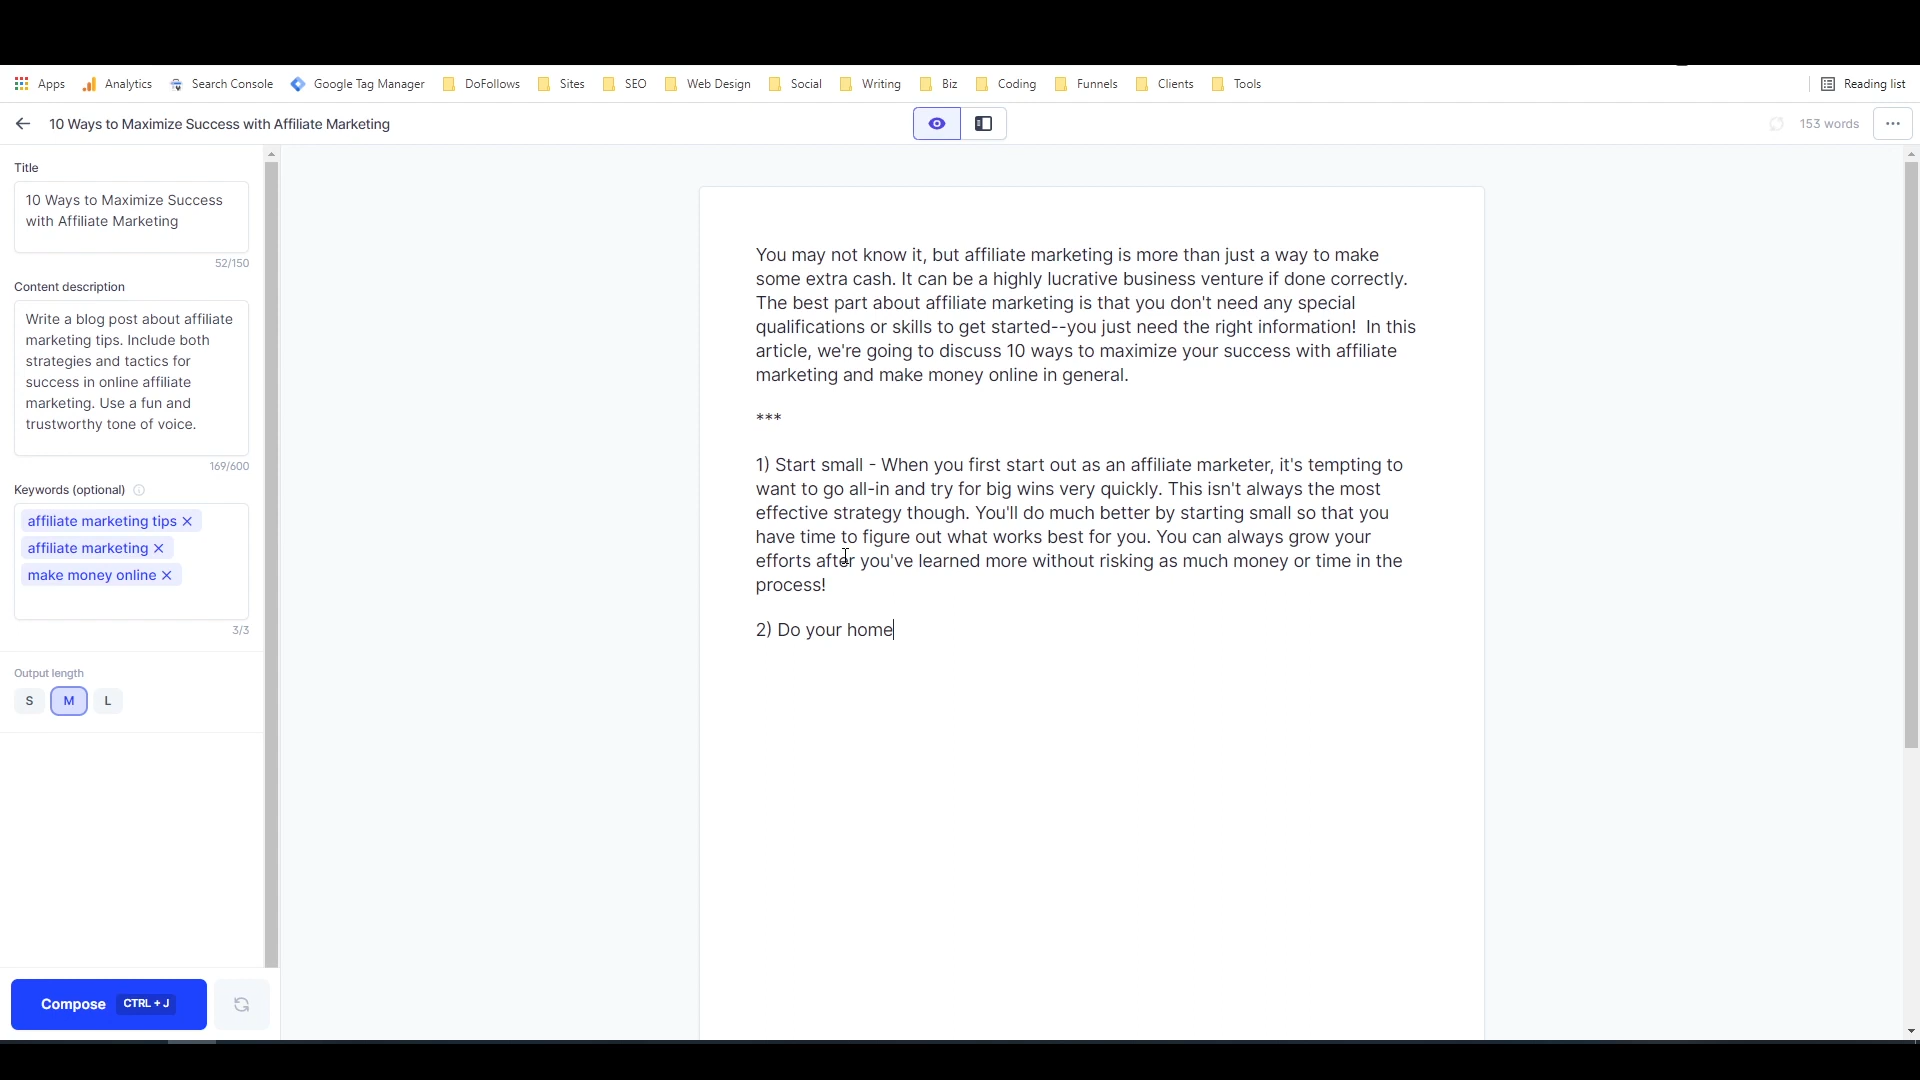 Apps Analytics Search Console Google Tag Manager DoFollows Sites SEO Web Design Social Writing Biz Coding Funnels Clients Tools Reading list
10 Ways to Maximize Success with Affiliate Marketing
153 words
Title
10 Ways to Maximize Success
with Affiliate Marketing
52/150
Content description
Write a blog post about affiliate
marketing tips. Include both
strategies and tactics for
success in online affiliate
marketing. Use a fun and
trustworthy tone of voice.
169/600
Keywords (optional)
affiliate marketing tips
affiliate marketing
make money online
3/3
Output length
S M L
Compose CTRL + J
You may not know it, but affiliate marketing is more than just a way to make
some extra cash. It can be a highly lucrative business venture if done correctly.
The best part about affiliate marketing is that you don't need any special
qualifications or skills to get started--you just need the right information!  In this
article, we're going to discuss 10 ways to maximize your success with affiliate
marketing and make money online in general.
***
1) Start small - When you first start out as an affiliate marketer, it's tempting to
want to go all-in and try for big wins very quickly. This isn't always the most
effective strategy though. You'll do much better by starting small so that you
have time to figure out what works best for you. You can always grow your
efforts after you've learned more without risking as much money or time in the
process!
2) Do your home